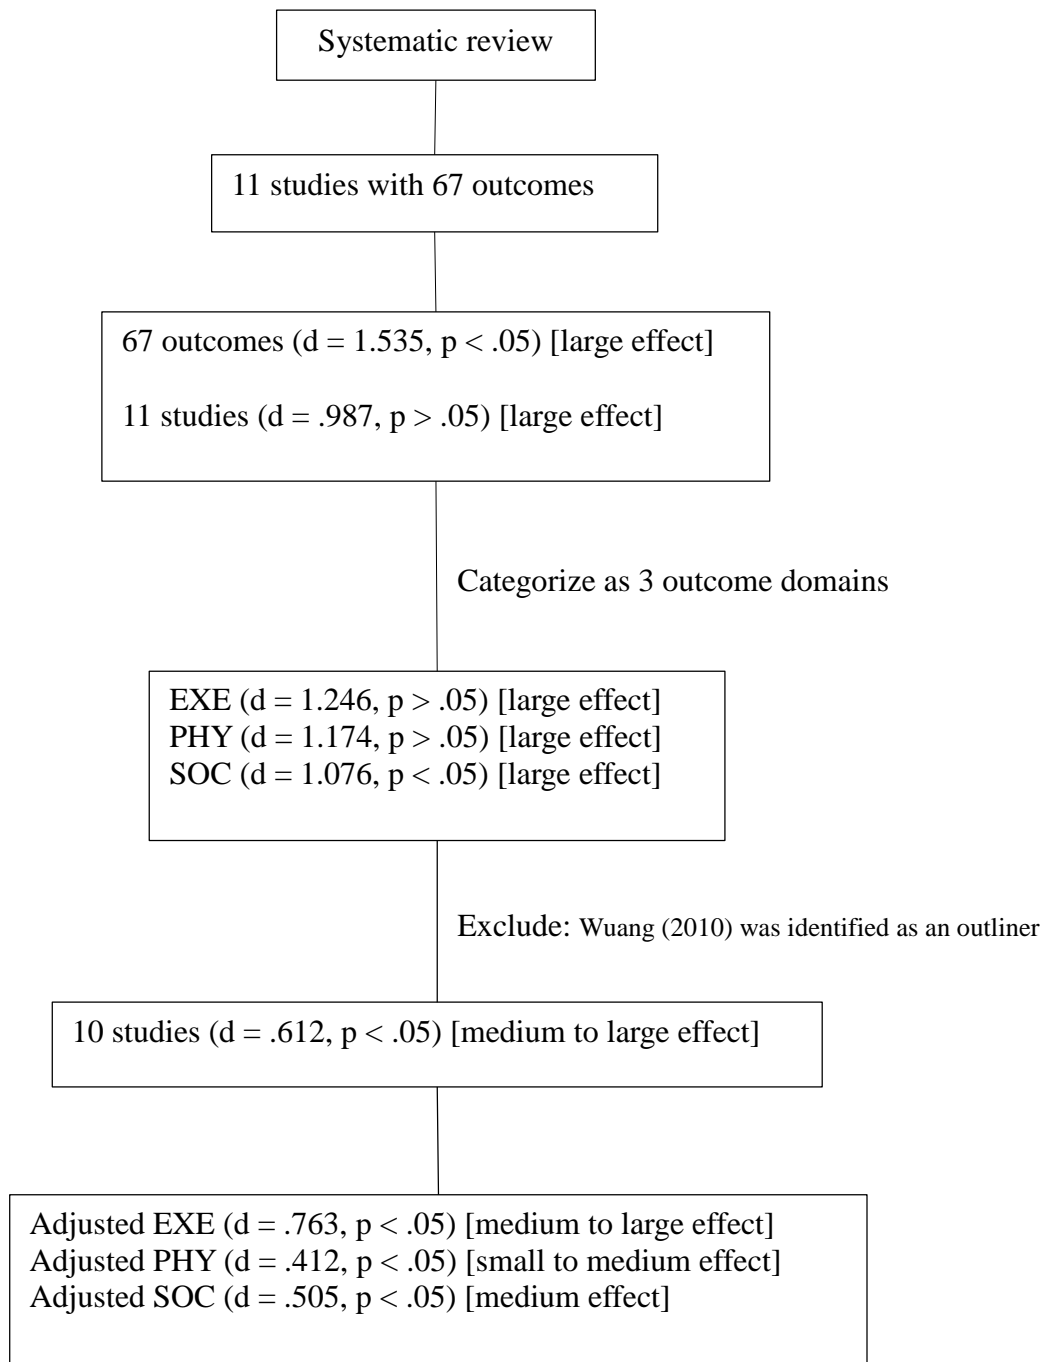 Systematic review
11 studies with 67 outcomes
67 outcomes (d = 1.535, p < .05) [large effect]
11 studies (d = .987, p > .05) [large effect]
Categorize as 3 outcome domains
EXE (d = 1.246, p > .05) [large effect]
PHY (d = 1.174, p > .05) [large effect]
SOC (d = 1.076, p < .05) [large effect]
Exclude: Wuang (2010) was identified as an outliner
10 studies (d = .612, p < .05) [medium to large effect]
Adjusted EXE (d = .763, p < .05) [medium to large effect]
Adjusted PHY (d = .412, p < .05) [small to medium effect]
Adjusted SOC (d = .505, p < .05) [medium effect]